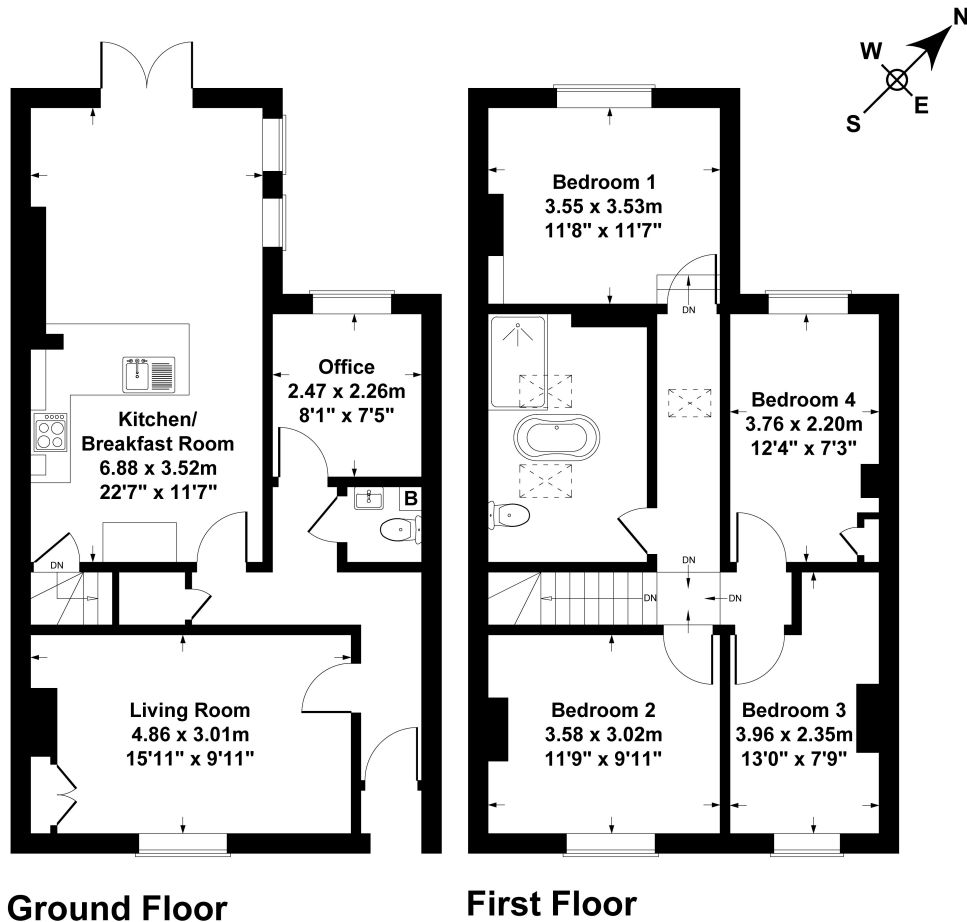 N
W
E
S
Bedroom 1
3.55 x 3.53m
11'8" x 11'7"
DN
Office
2.47 x 2.26m
8'1" x 7'5"
Kitchen/
Breakfast Room
6.88 x 3.52m
22'7" x 11'7"
B
DN
Bedroom 4
3.76 x 2.20m
12'4" x 7'3"
DN
DN
DN
Living Room
4.86 x 3.01m
15'11" x 9'11"
Bedroom 2
3.58 x 3.02m
11'9" x 9'11"
Bedroom 3
3.96 x 2.35m
13'0" x 7'9"
Ground Floor
First Floor